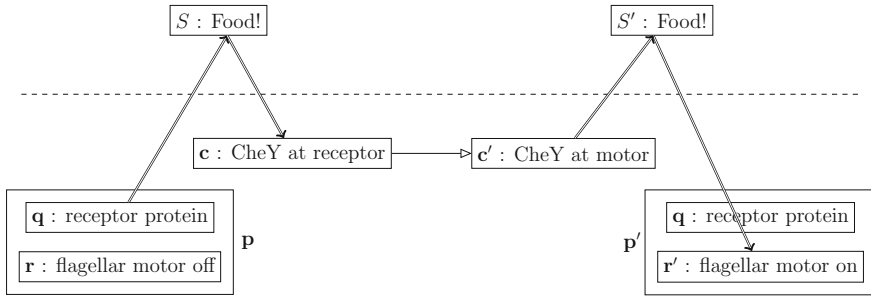 S : Food!
S′ : Food!
c : CheY at receptor
c′ : CheY at motor
q : receptor protein
r : flagellar motor off
p
p′
q : receptor protein
r′ : flagellar motor on